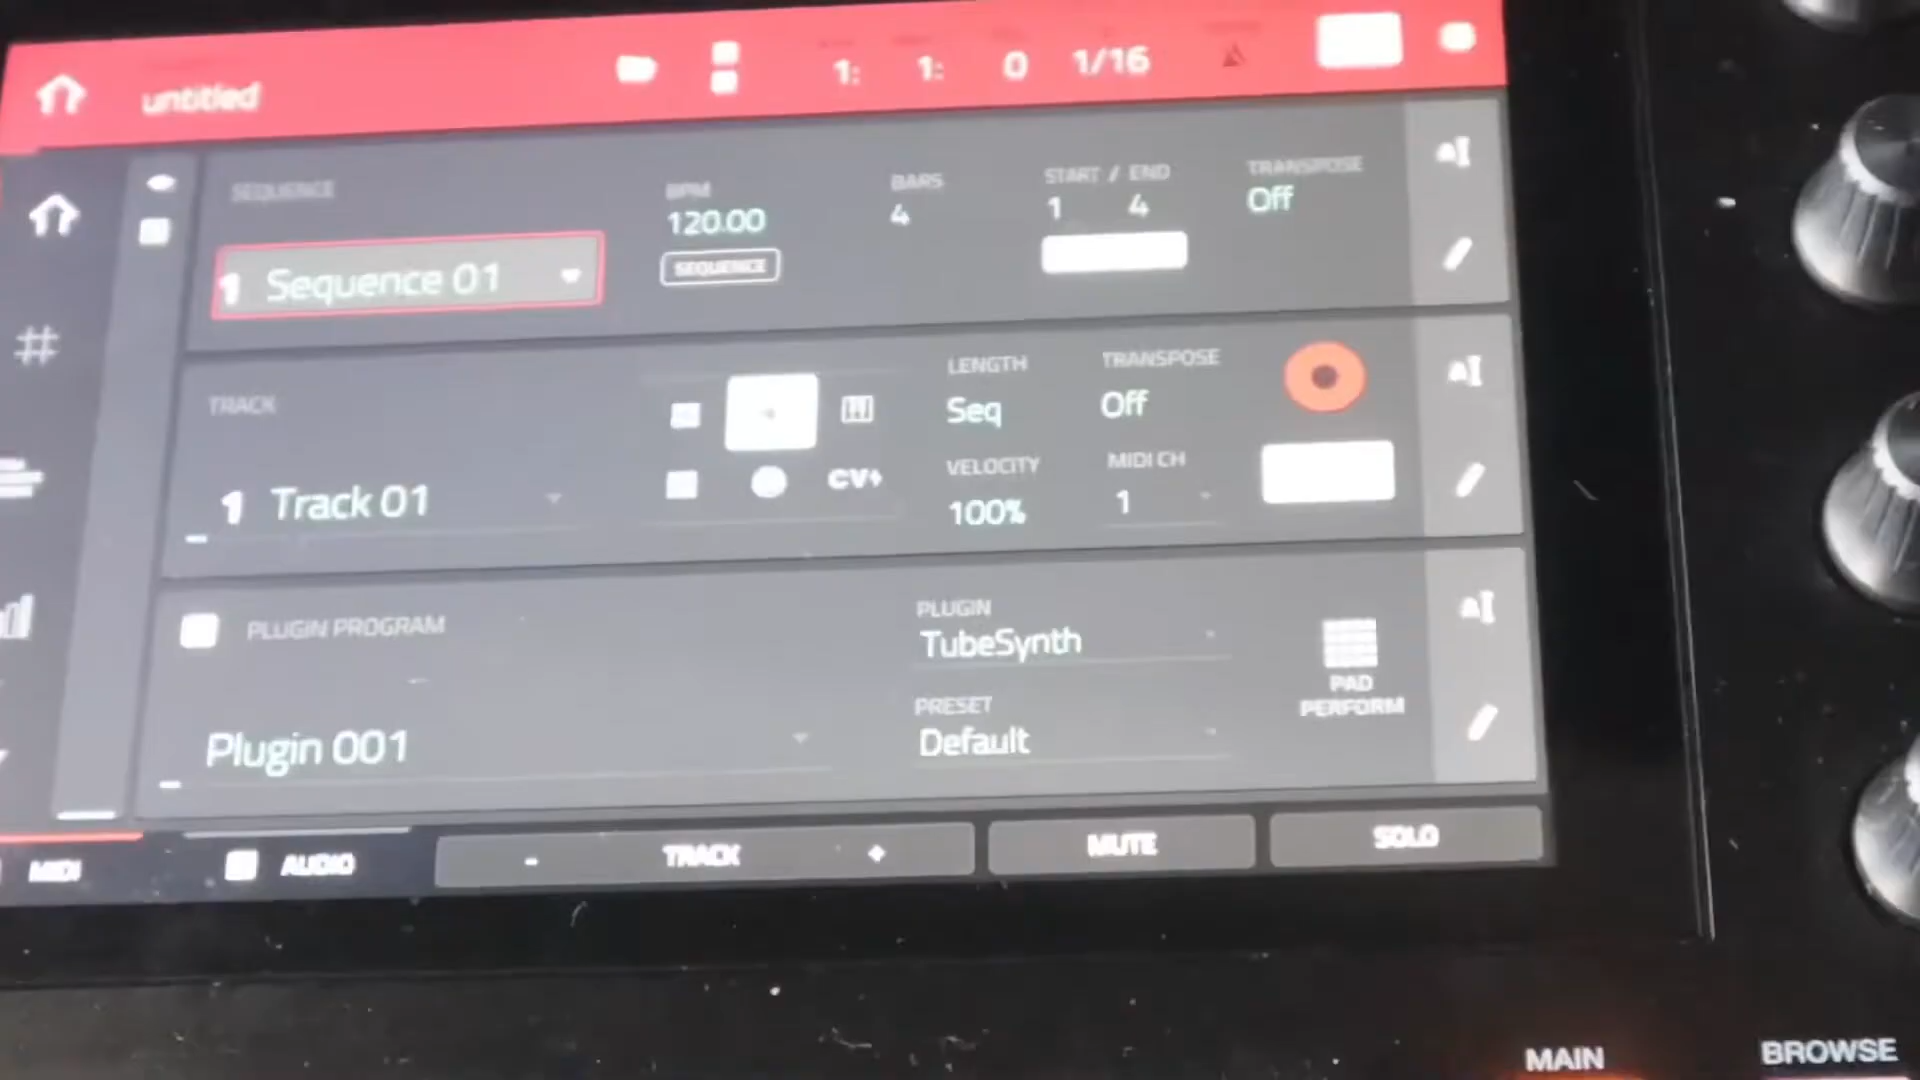 untitled
1: 1: 0 1/16
SEQUENCE
1 Sequence 01
BPM
120.00
SEQUENCE
BARS
4
START / END
1 4
TRANSPOSE
Off
TRACK
1 Track 01
CV+
LENGTH
Seq
TRANSPOSE
Off
VELOCITY
100%
MIDI CH
1
PLUGIN PROGRAM
Plugin 001
PLUGIN
TubeSynth
PRESET
Default
PAD
PERFORM
MIDI AUDIO - TRACK + MUTE SOLO
MAIN BROWSE